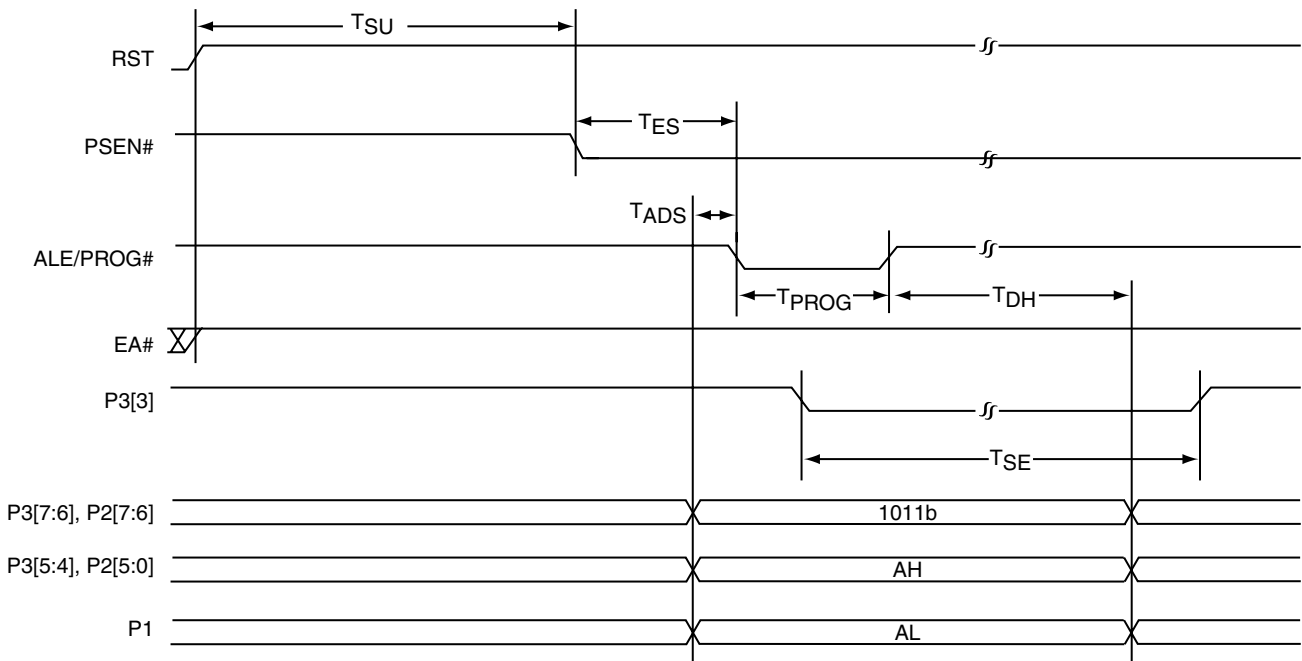 TSU
RST
TES
PSEN#
TADS
ALE/PROG#
TPROG
TDH
EA#
P3[3]
TSE
P3[7:6], P2[7:6]
1011b
P3[5:4], P2[5:0]
AH
P1
AL